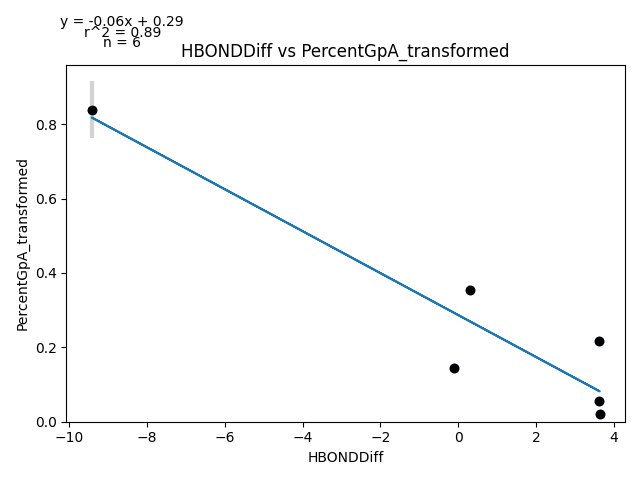 y = -0.06x + 0.29
r^2 = 0.89
n = 6
HBONDDiff vs PercentGpA_transformed
PercentGpA_transformed
0.8
0.6
0.4
0.2
0.0
−10
−8
−6
−4
−2
0
2
4
HBONDDiff